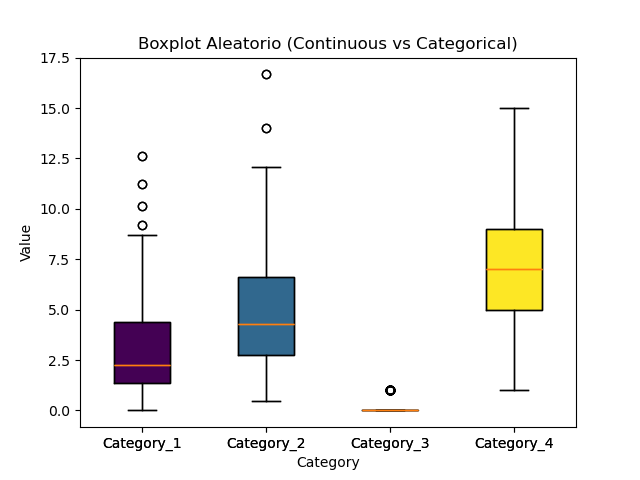 Boxplot Aleatorio (Continuous vs Categorical)
17.5
15.0
12.5
10.0
7.5
5.0
2.5
0.0
Value
Category_1 Category_2 Category_3 Category_4
Category